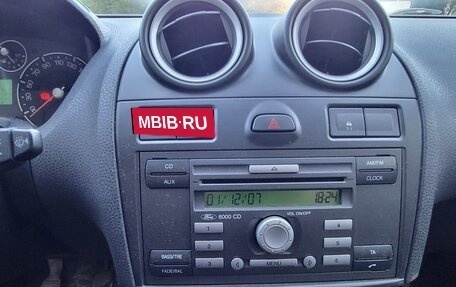 MBIB·RU
CD
AM/FM
AUX
CLOCK
01/12/07 18:24
Ford 6000 CD
VOL ON/OFF
1
4
2
5
BASS/TRE
TA
3
MENU
6
FADE/BAL